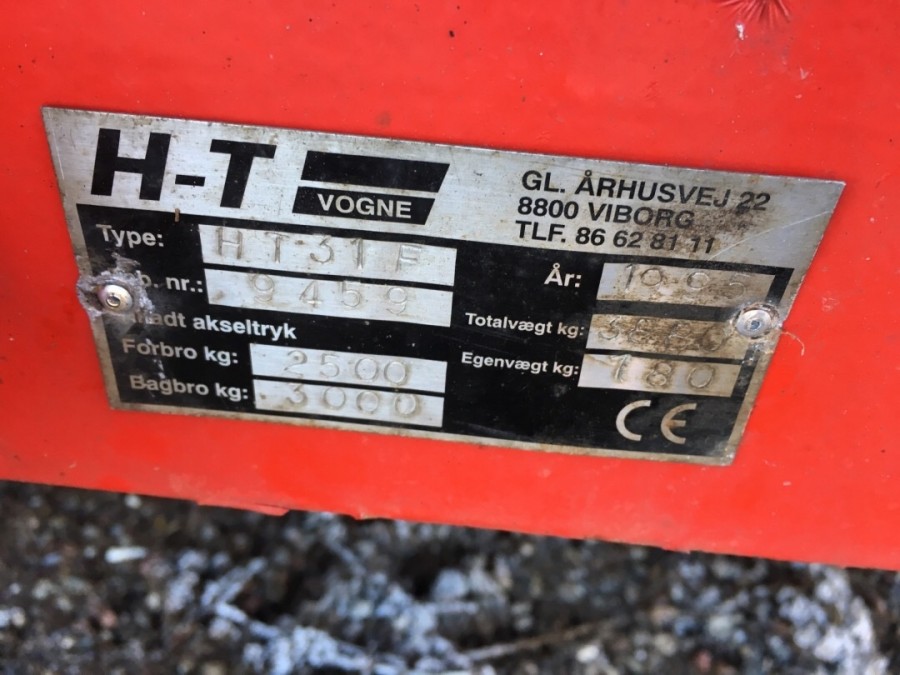 H-T VOGNE
GL. ÅRHUSVEJ 22
8800 VIBORG
TLF. 86 62 81 11
Type: HT 31 F
nr.: 9459
akseltryk
Forbro kg: 2500
Bagbro kg: 3000
År:
Totalvægt kg:
Egenvægt kg: 180
CE